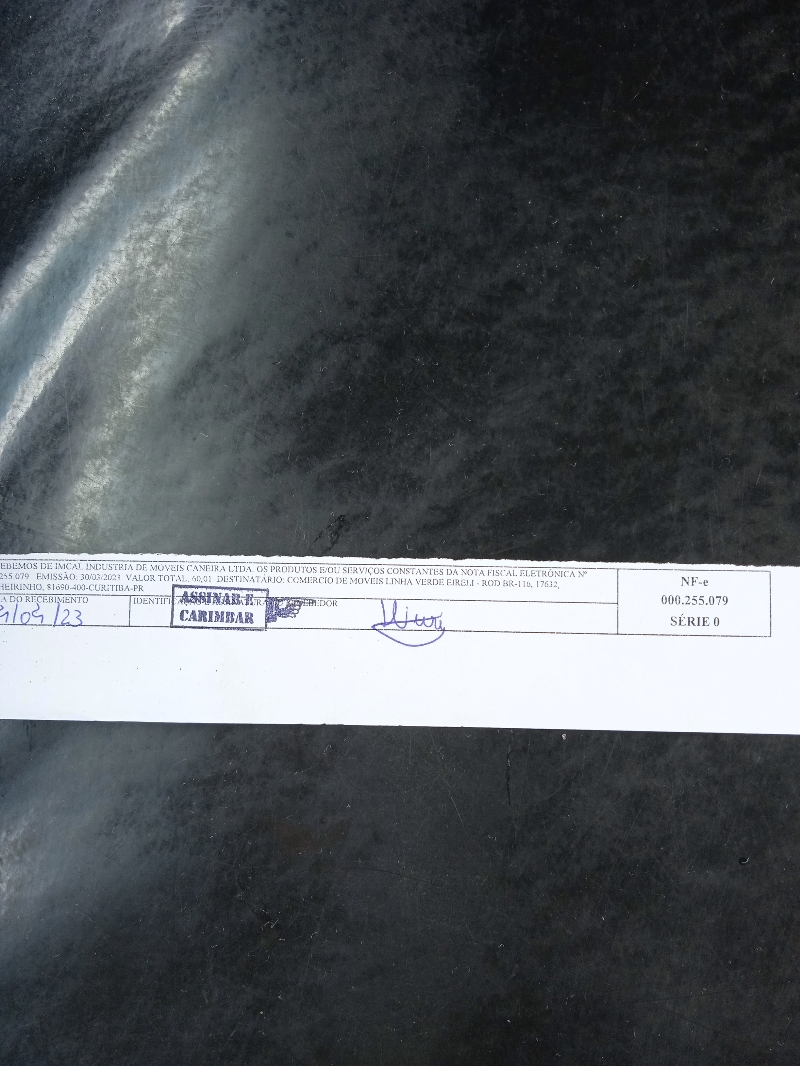 EBEMOS DE IMCAL INDUSTRIA DE MOVEIS CANEIRA LTDA. OS PRODUTOS E/OU SERVIÇOS CONSTANTES DA NOTA FISCAL ELETRÔNICA Nº
255.079 EMISSÃO: 30/03/2023 VALOR TOTAL: 60,01 DESTINATÁRIO: COMERCIO DE MOVEIS LINHA VERDE EIRELI - ROD BR-116, 17632,
HEIRINHO, 81690-400-CURITIBA-PR
A DO RECEBIMENTO
/04/23
ASSINAR E
CARIMBAR
NF-e
000.255.079
SÉRIE 0